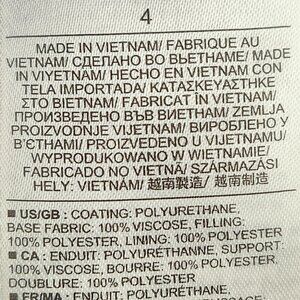 4
MADE IN VIETNAM/ FABRIQUE AU
VIETNAM/ СДЕЛАНО ВО ВЬЕТНАМЕ/ MADE
IN VIYETNAM/ HECHO EN VIETNAM CON
TELA IMPORTADA/ ΚΑΤΑΣΚΕΥΑΣΤΗΚΕ
ΣΤΟ ΒΙΕΤΝΑΜ/ FABRICAT ÎN VIETNAM/
ПРОИЗВЕДЕНО ВЪВ ВИЕТНАМ/ ZEMLJA
PROIZVODNJE VIJETNAM/ ВИРОБЛЕНО У
В'ЄТНАМІ/ PROIZVEDENO U VIJETNAMU/
WYPRODUKOWANO W WIETNAMIE/
FABRICADO NO VIETNÃ/ SZÁRMAZÁSI
HELY: VIETNÁM/ 越南製造/ 越南制造
US/GB : COATING: POLYURETHANE,
BASE FABRIC: 100% VISCOSE, FILLING:
100% POLYESTER, LINING: 100% POLYESTER
CA : ENDUIT: POLYURÉTHANNE, SUPPORT:
100% VISCOSE, BOURRE: 100% POLYESTER,
DOUBLURE: 100% POLYESTER
FR/MA : ENDUIT: POLYURÉTHANE,